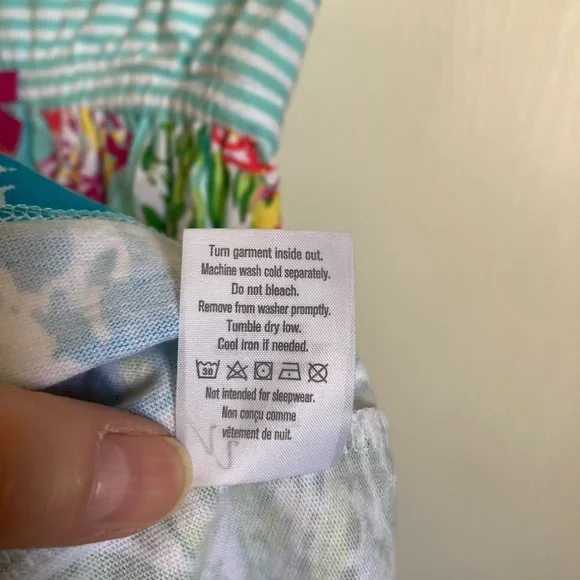 Turn garment inside out.
Machine wash cold separately.
Do not bleach.
Remove from washer promptly.
Tumble dry low.
Cool iron if needed.
30
Not intended for sleepwear.
Non conçu comme
vêtement de nuit.